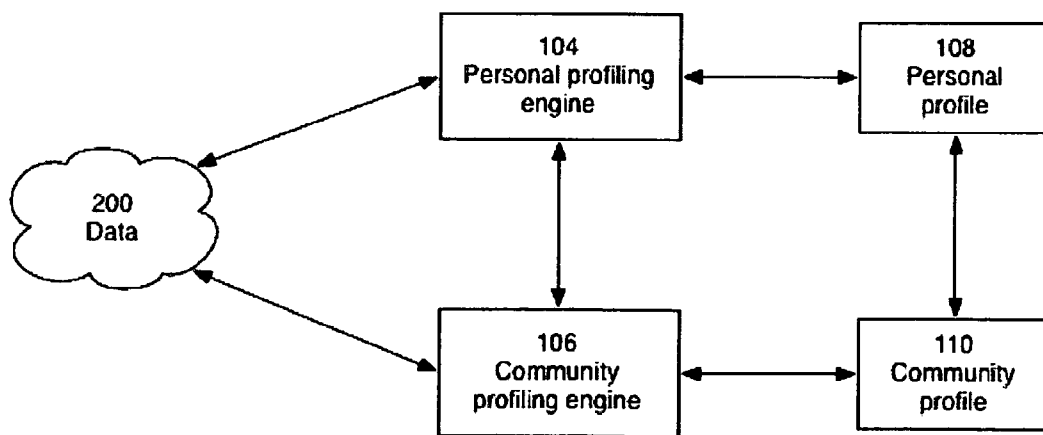 104
Personal profiling
engine
108
Personal
profile
200
Data
106
Community
profiling engine
110
Community
profile